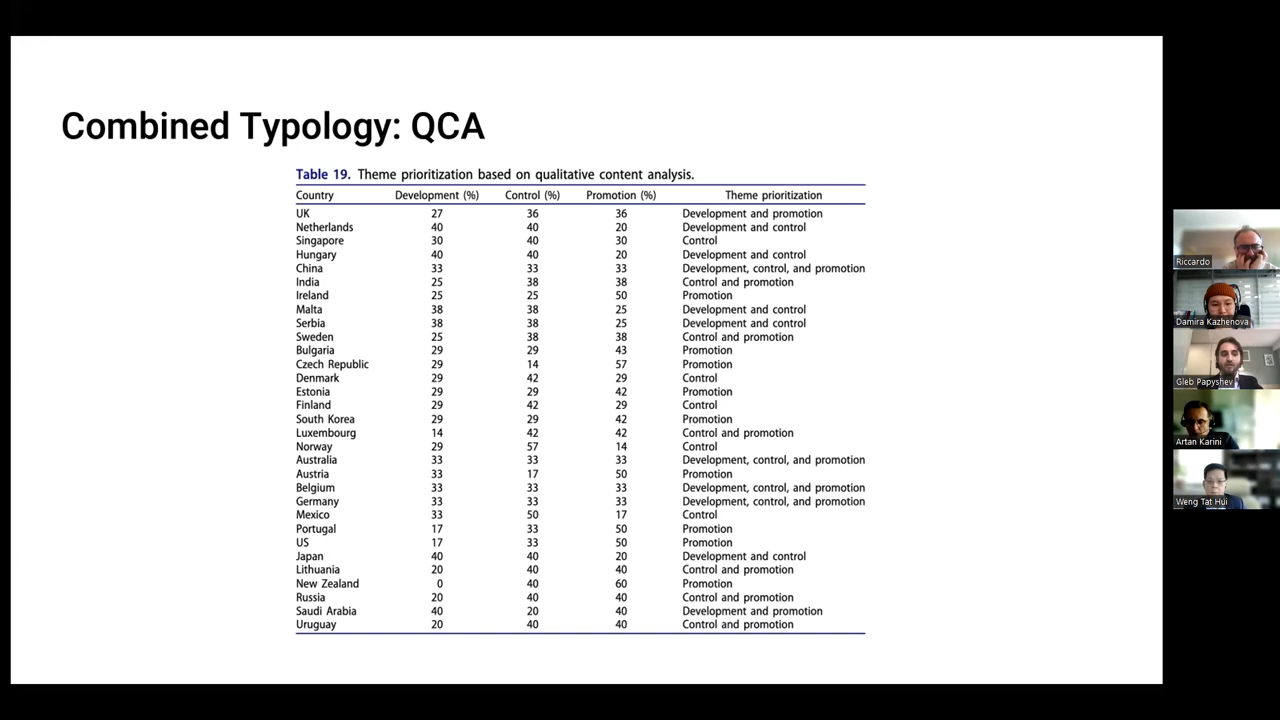 Combined Typology: QCA
Table 19. Theme prioritization based on qualitative content analysis.
Country Development (%) Control (%) Promotion (%) Theme prioritization
UK 27 36 36 Development and promotion
Netherlands 40 40 20 Development and control
Singapore 30 40 30 Control
Hungary 40 40 20 Development and control
China 33 33 33 Development, control, and promotion
India 25 38 38 Control and promotion
Ireland 25 25 50 Promotion
Malta 38 38 25 Development and control
Serbia 38 38 25 Development and control
Sweden 25 38 38 Control and promotion
Bulgaria 29 29 43 Promotion
Czech Republic 29 14 57 Promotion
Denmark 29 42 29 Control
Estonia 29 29 42 Promotion
Finland 29 42 29 Control
South Korea 29 29 42 Promotion
Luxembourg 14 42 42 Control and promotion
Norway 29 57 14 Control
Australia 33 33 33 Development, control, and promotion
Austria 33 17 50 Promotion
Belgium 33 33 33 Development, control, and promotion
Germany 33 33 33 Development, control, and promotion
Mexico 33 50 17 Control
Portugal 17 33 50 Promotion
US 17 33 50 Promotion
Japan 40 40 20 Development and control
Lithuania 20 40 40 Control and promotion
New Zealand 0 40 60 Promotion
Russia 20 40 40 Control and promotion
Saudi Arabia 40 20 40 Development and promotion
Uruguay 20 40 40 Control and promotion
Riccardo
Damira Kazhenova
Gleb Papyshev
Artan Karini
Weng Tat Hui